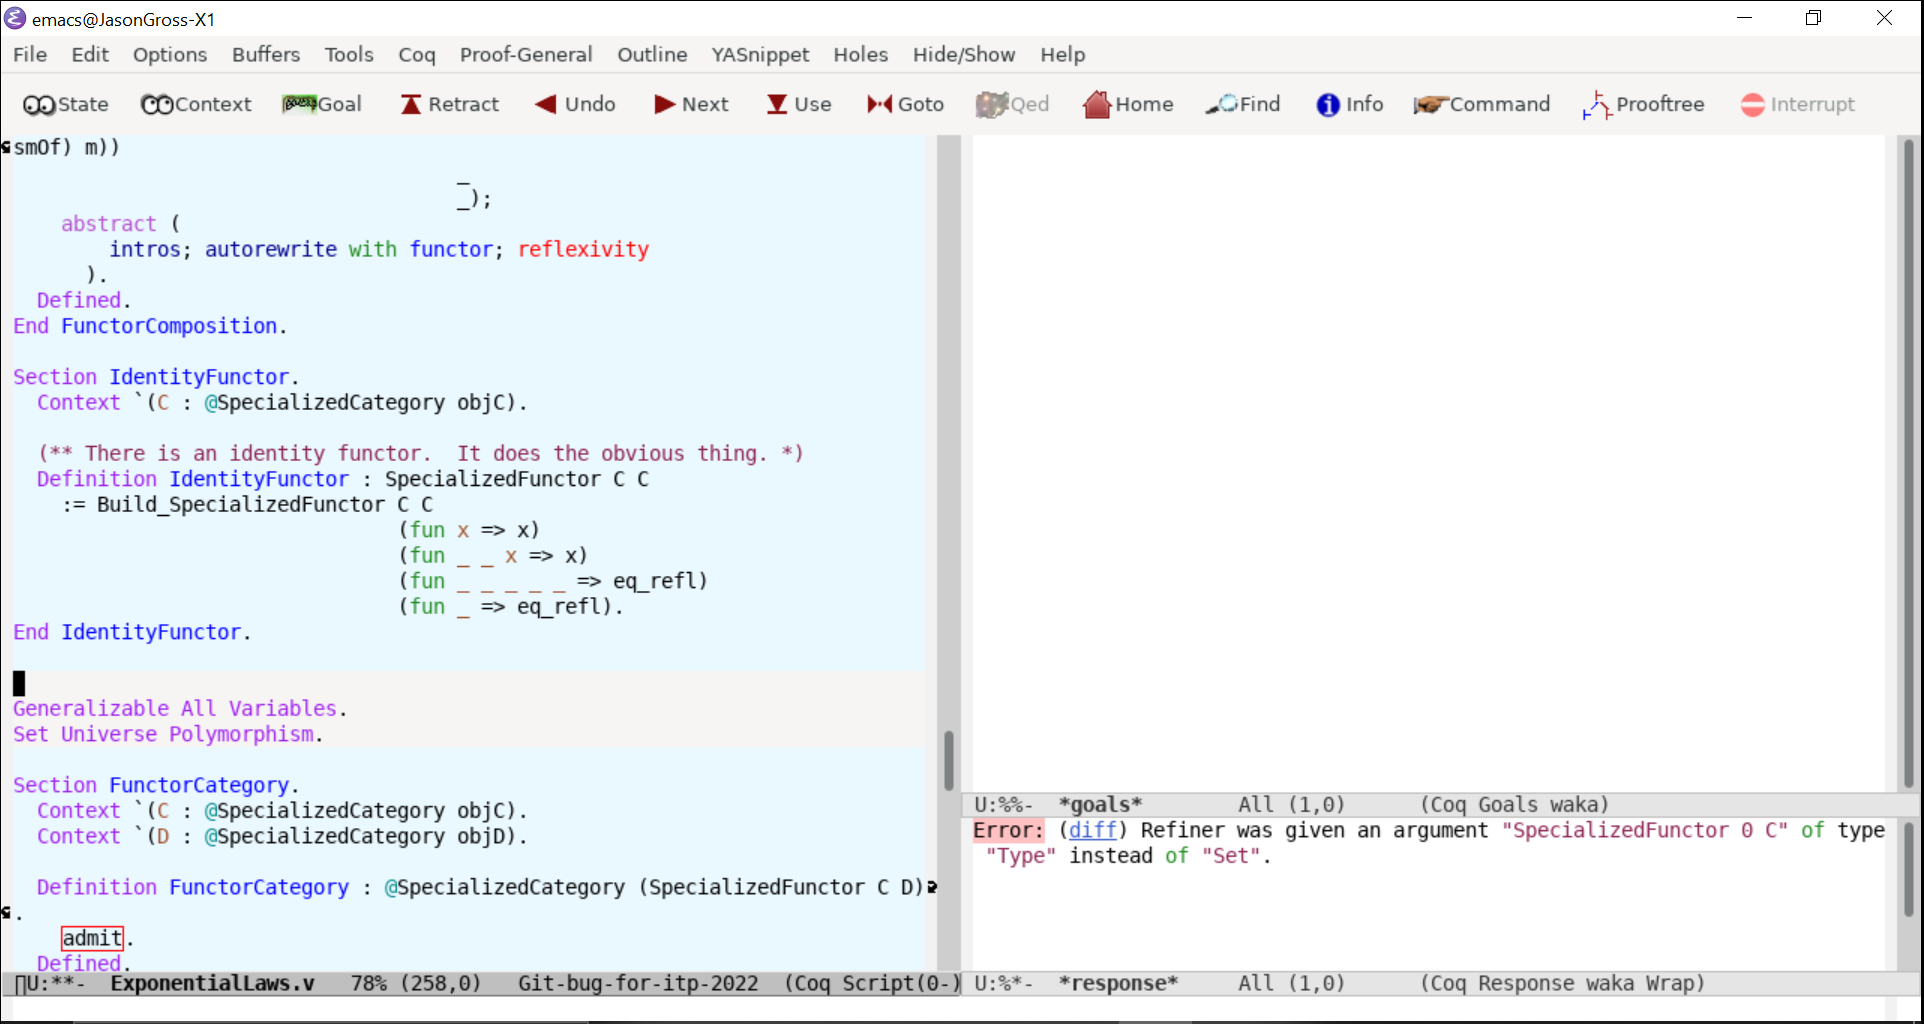 emacs@JasonGross-X1
File Edit Options Buffers Tools Coq Proof-General Outline YASnippet Holes Hide/Show Help
State Context Goal Retract Undo Next Use Goto Qed Home Find Info Command Prooftree Interrupt
smOf) m))
_
_);
abstract (
intros; autorewrite with functor; reflexivity
).
Defined.
End FunctorComposition.
Section IdentityFunctor.
Context `(C : @SpecializedCategory objC).
(** There is an identity functor.  It does the obvious thing. *)
Definition IdentityFunctor : SpecializedFunctor C C
:= Build_SpecializedFunctor C C
(fun x => x)
(fun _ _ x => x)
(fun _ _ _ _ _ => eq_refl)
(fun _ => eq_refl).
End IdentityFunctor.
Generalizable All Variables.
Set Universe Polymorphism.
Section FunctorCategory.
Context `(C : @SpecializedCategory objC).
Context `(D : @SpecializedCategory objD).
Definition FunctorCategory : @SpecializedCategory (SpecializedFunctor C D)
.
admit.
Defined.
U:**-  ExponentialLaws.v   78% (258,0)   Git-bug-for-itp-2022  (Coq Script(0-)
U:%%-  *goals*        All (1,0)      (Coq Goals waka)
Error: (diff) Refiner was given an argument "SpecializedFunctor 0 C" of type
"Type" instead of "Set".
U:%*-  *response*     All (1,0)      (Coq Response waka Wrap)